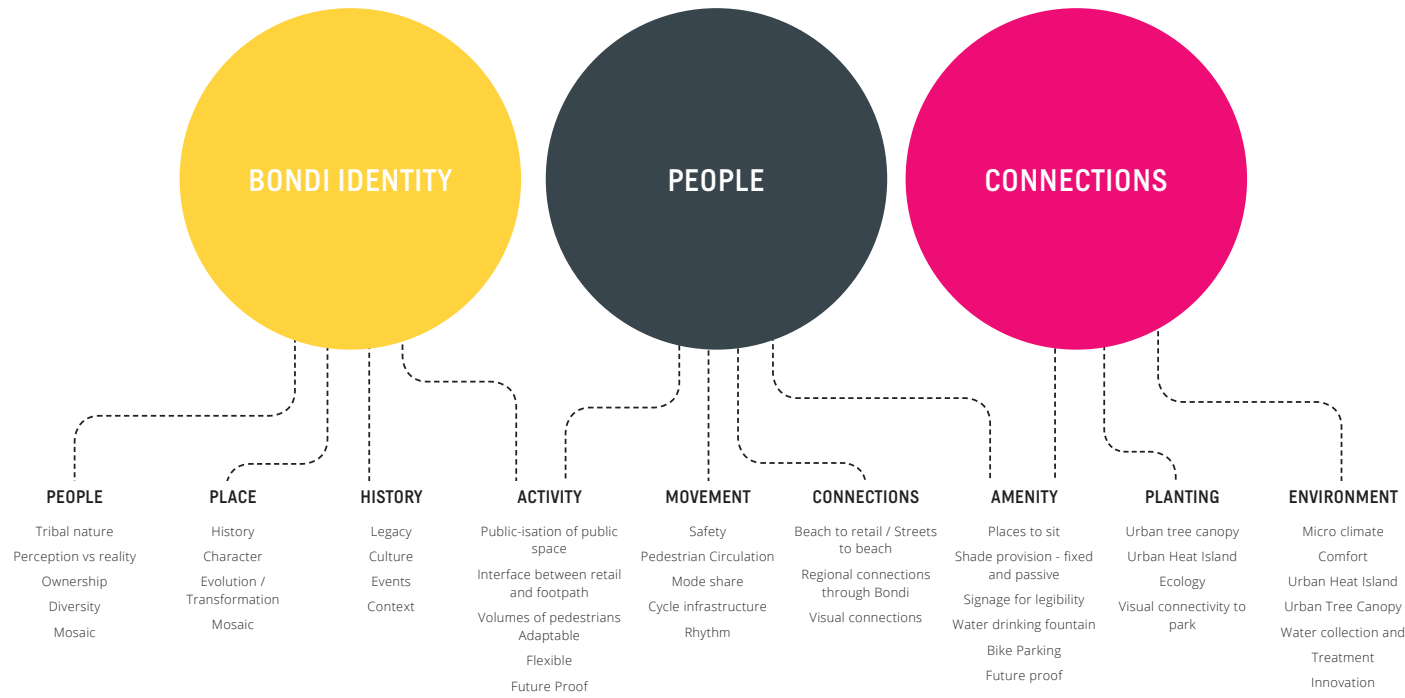 BONDI IDENTITY
PEOPLE
CONNECTIONS
PEOPLE
Tribal nature
Perception vs reality
Ownership
Diversity
Mosaic
PLACE
History
Character
Evolution /
Transformation
Mosaic
HISTORY
Legacy
Culture
Events
Context
ACTIVITY
Public-isation of public
space
Interface between retail
and footpath
Volumes of pedestrians
Adaptable
Flexible
Future Proof
MOVEMENT
Safety
Pedestrian Circulation
Mode share
Cycle infrastructure
Rhythm
CONNECTIONS
Beach to retail / Streets
to beach
Regional connections
through Bondi
Visual connections
AMENITY
Places to sit
Shade provision - fixed
and passive
Signage for legibility
Water drinking fountain
Bike Parking
Future proof
PLANTING
Urban tree canopy
Urban Heat Island
Ecology
Visual connectivity to
park
ENVIRONMENT
Micro climate
Comfort
Urban Heat Island
Urban Tree Canopy
Water collection and
Treatment
Innovation